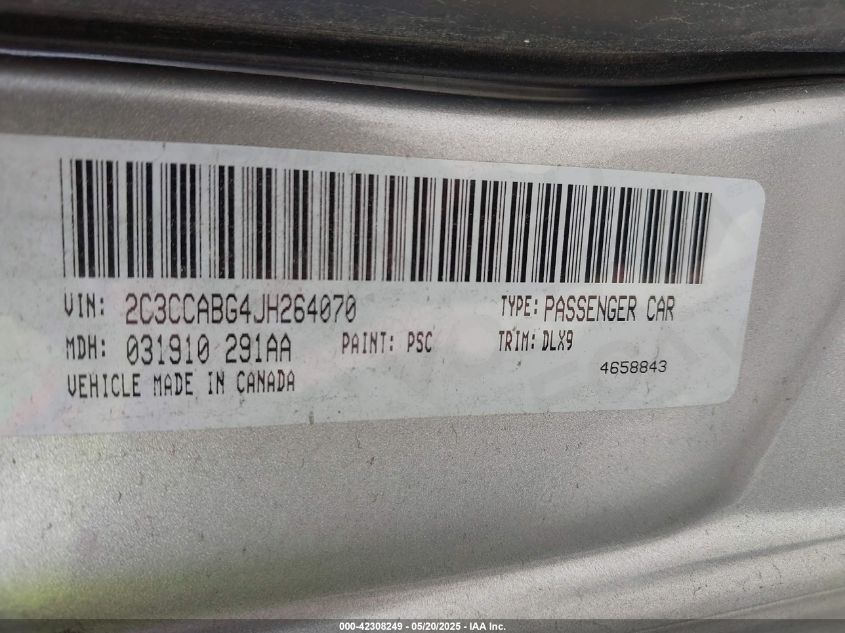 VIN: 2C3CCABG4JH264070 TYPE: PASSENGER CAR
MDH: 031910 291AA PAINT: PSC TRIM: DLX9
VEHICLE MADE IN CANADA 4658843
000-42308249 - 05/20/2025 - IAA Inc.